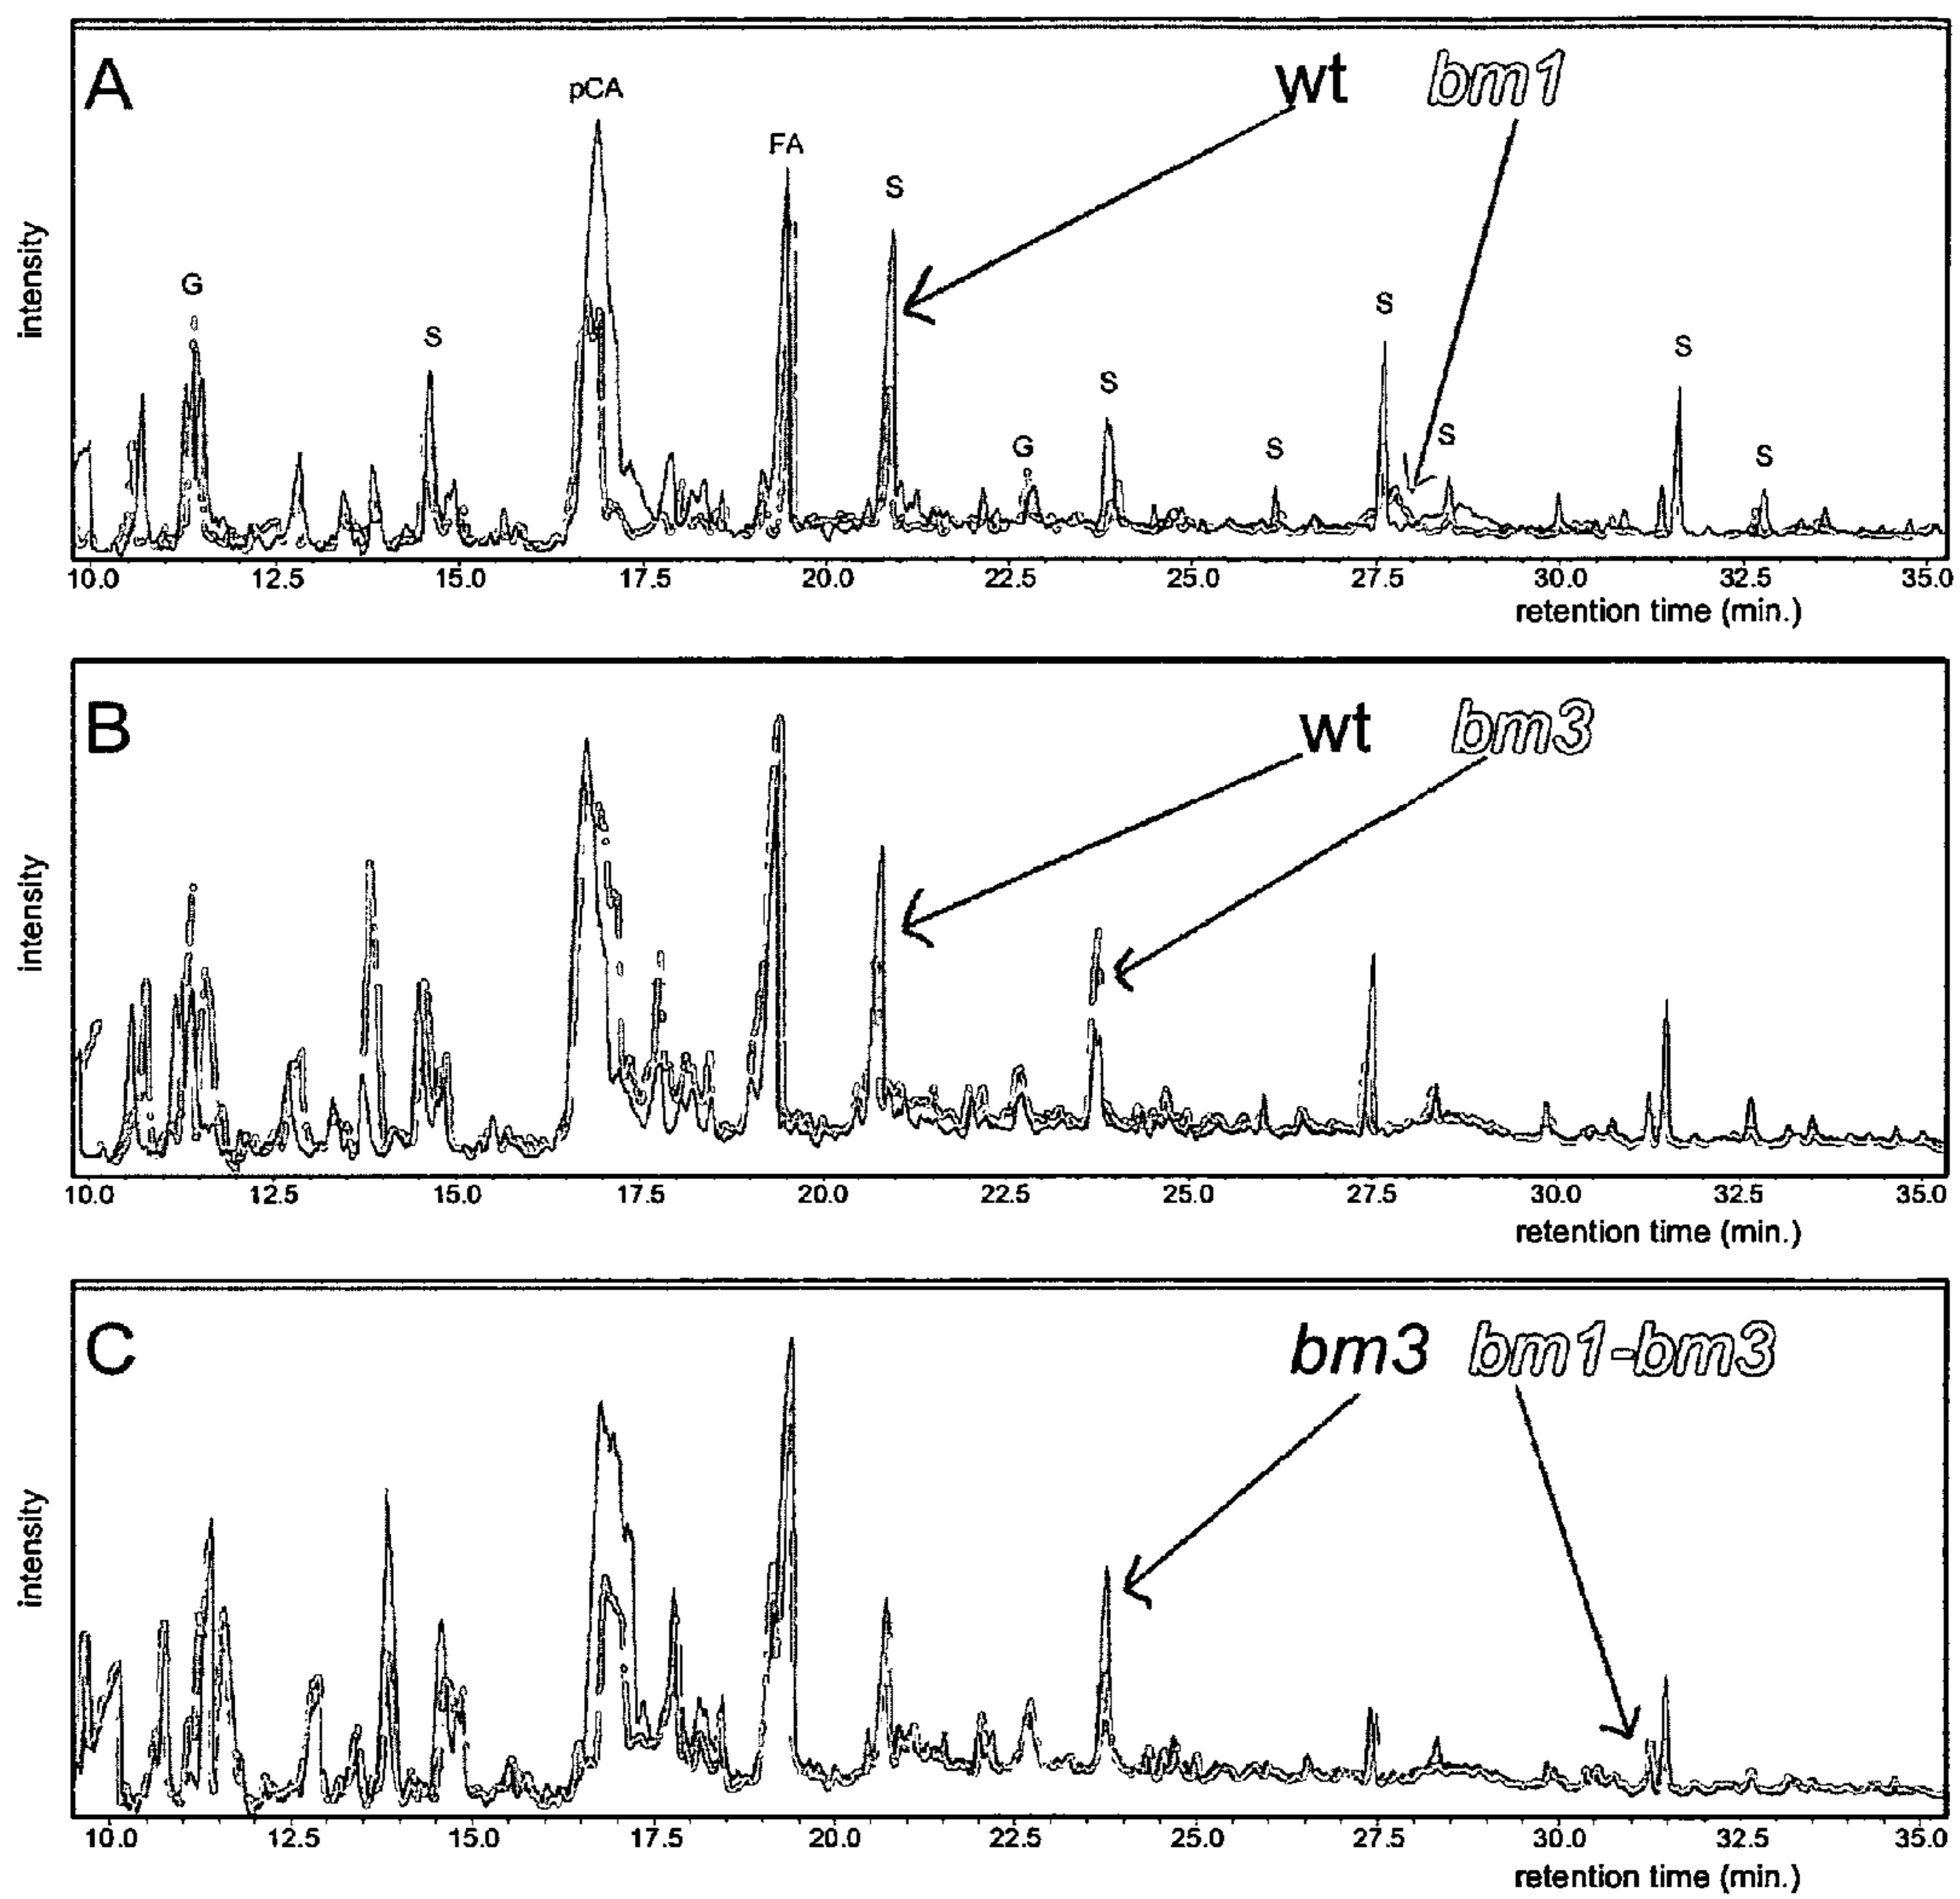 A
wt bm1
pCA
FA
S
G
S
S
G
S
S
S
S
S
intensity
10.0 12.5 15.0 17.5 20.0 22.5 25.0 27.5 30.0 32.5 35.0
retention time (min.)
B
wt bm3
intensity
10.0 12.5 15.0 17.5 20.0 22.5 25.0 27.5 30.0 32.5 35.0
retention time (min.)
C
bm3 bm1-bm3
intensity
10.0 12.5 15.0 17.5 20.0 22.5 25.0 27.5 30.0 32.5 35.0
retention time (min.)